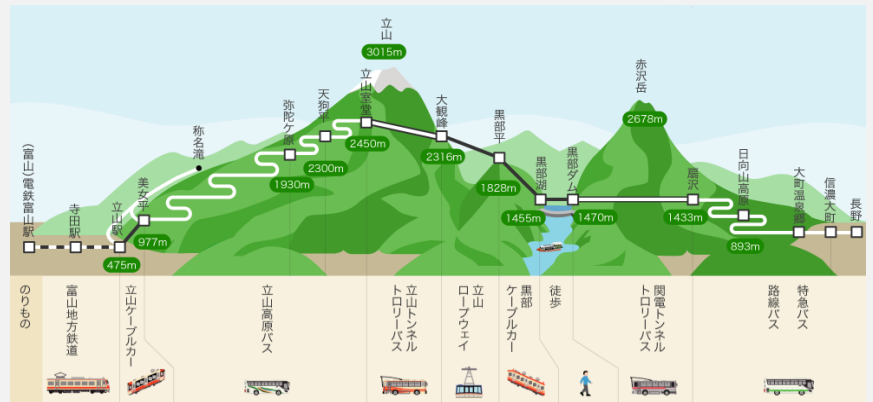 立山
3015m
赤沢岳
2678m
(富山)電鉄富山駅
寺田駅
立山駅
475m
美女平
977m
称名滝
弥陀ケ原
1930m
天狗平
2300m
立山室堂
2450m
大観峰
2316m
黒部平
1828m
黒部湖
1455m
黒部ダム
1470m
扇沢
1433m
日向山高原
893m
大町温泉郷
信濃大町
長野
のりもの
富山地方鉄道
立山ケーブルカー
立山高原バス
立山トンネル
トロリーバス
立山
ロープウェイ
黒部
ケーブルカー
徒歩
関電トンネル
トロリーバス
特急バス
路線バス